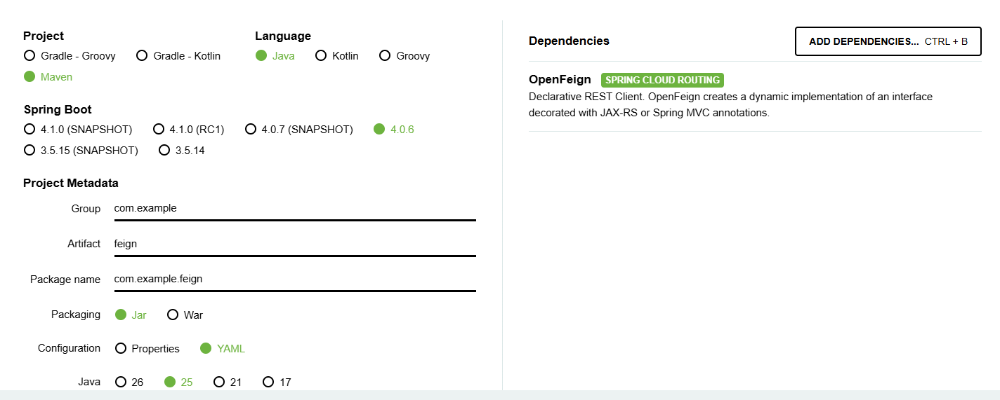 Project
Gradle - Groovy Gradle - Kotlin
Maven
Language
Java Kotlin Groovy
Spring Boot
4.1.0 (SNAPSHOT) 4.1.0 (RC1) 4.0.7 (SNAPSHOT) 4.0.6
3.5.15 (SNAPSHOT) 3.5.14
Project Metadata
Group com.example
Artifact feign
Package name com.example.feign
Packaging Jar War
Configuration Properties YAML
Java 26 25 21 17
Dependencies ADD DEPENDENCIES... CTRL + B
OpenFeign SPRING CLOUD ROUTING
Declarative REST Client. OpenFeign creates a dynamic implementation of an interface
decorated with JAX-RS or Spring MVC annotations.